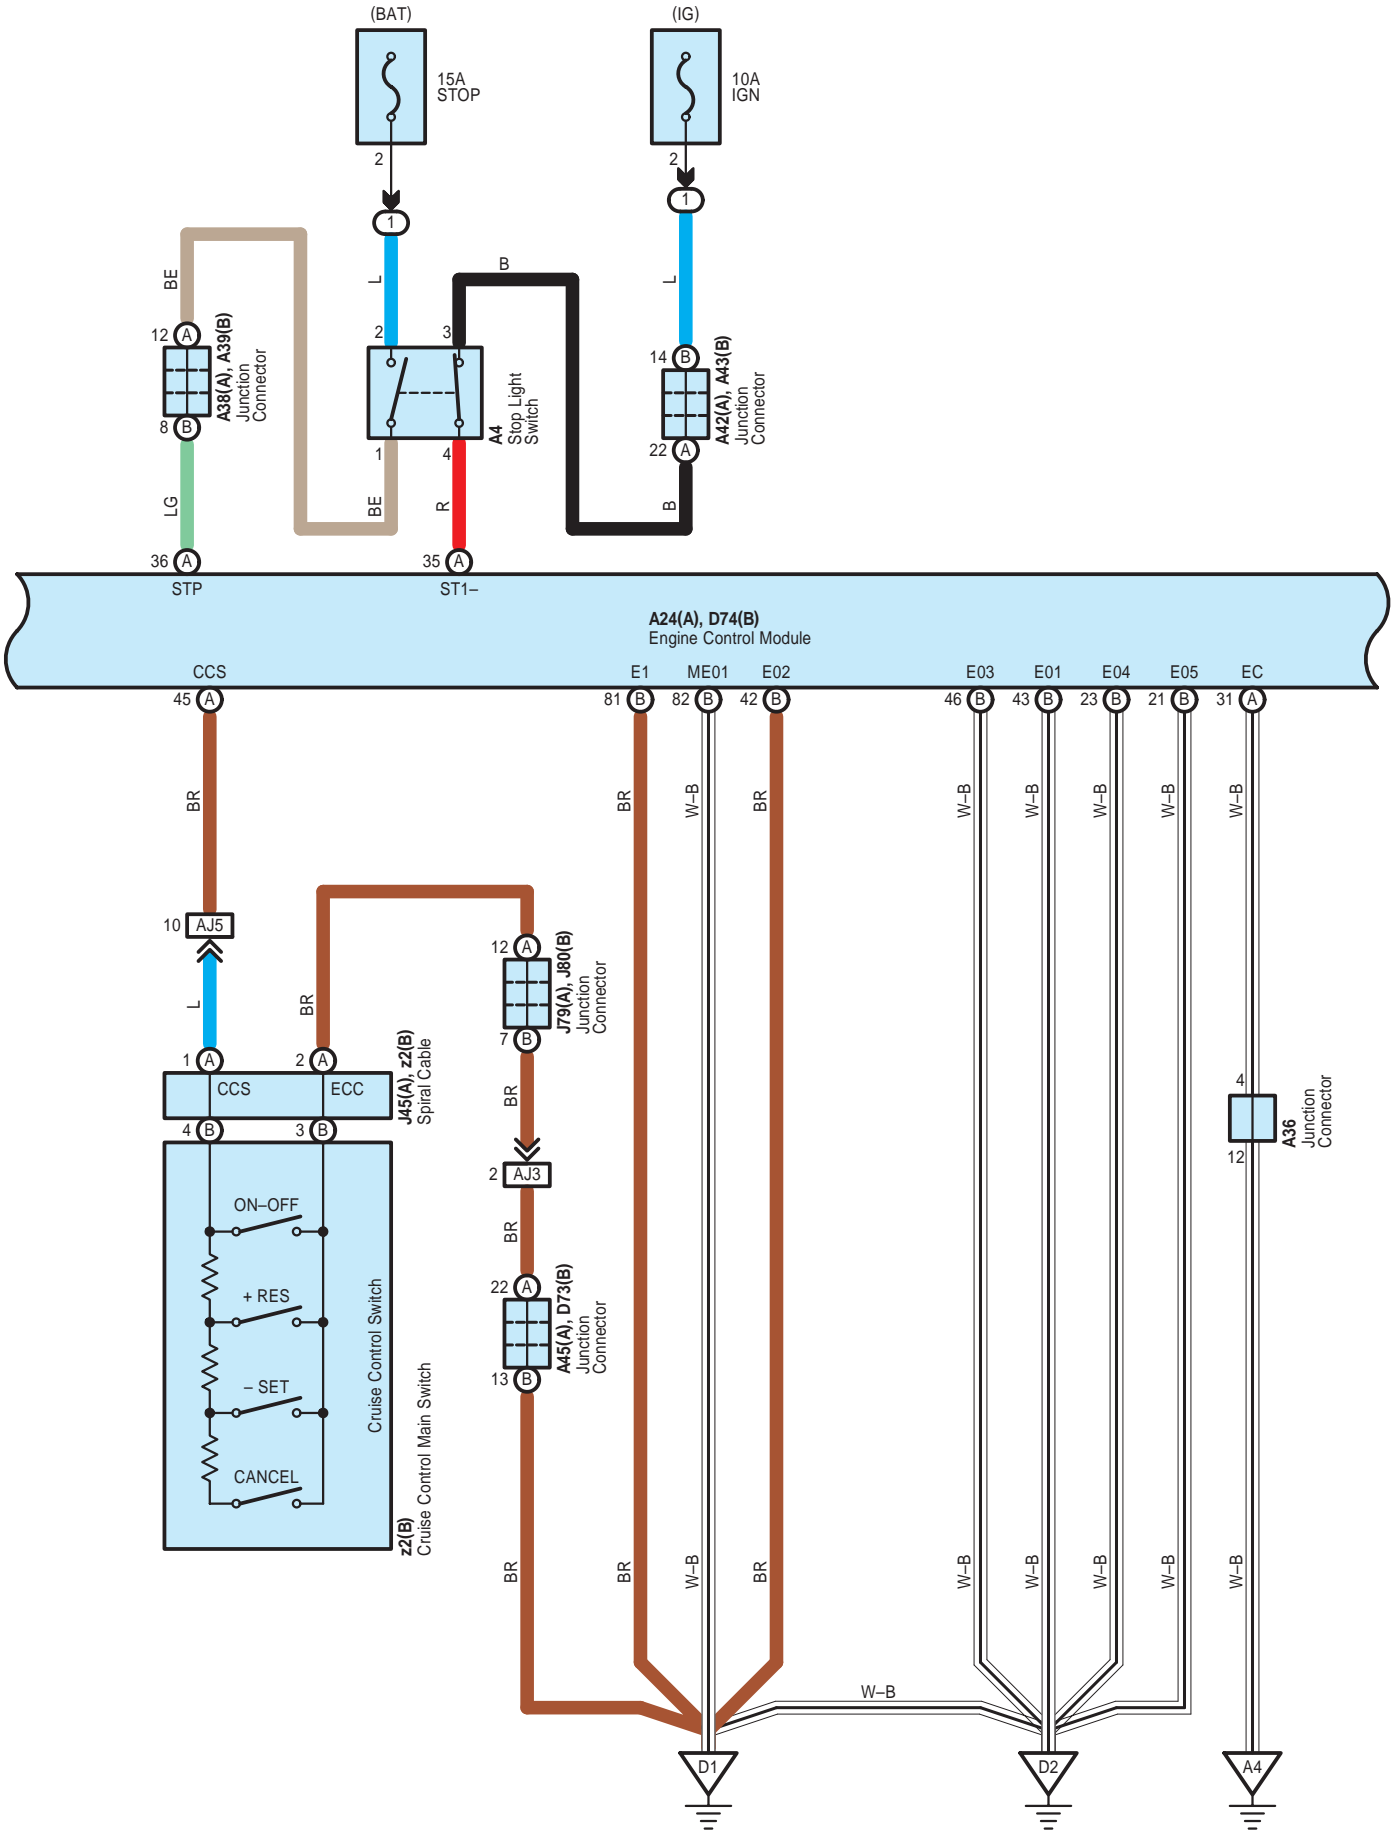 (BAT)
(IG)
15A
STOP
10A
IGN
2
2
1
1
BE
L
B
L
12 A
2
3
14 B
A38(A), A39(B)
Junction
Connector
A42(A), A43(B)
Junction
Connector
8 B
A4
Stop Light
Switch
1
4
22 A
LG
BE
R
B
36 A
35 A
STP
ST1–
A24(A), D74(B)
Engine Control Module
CCS
E1
ME01
E02
E03
E01
E04
E05
EC
45 A
81 B
82 B
42 B
46 B
43 B
23 B
21 B
31 A
BR
BR
W–B
BR
W–B
W–B
W–B
W–B
W–B
10 AJ5
12 A
J79(A), J80(B)
Junction
Connector
L
BR
7 B
1 A
2 A
CCS
ECC
J45(A), z2(B)
Spiral Cable
BR
4 B
3 B
4
A36
Junction
Connector
12
2 AJ3
ON–OFF
BR
22 A
A45(A), D73(B)
Junction
Connector
+ RES
13 B
– SET
CANCEL
Cruise Control Switch
z2(B)
Cruise Control Main Switch
BR
BR
W–B
BR
W–B
W–B
W–B
W–B
W–B
W–B
D1
D2
A4